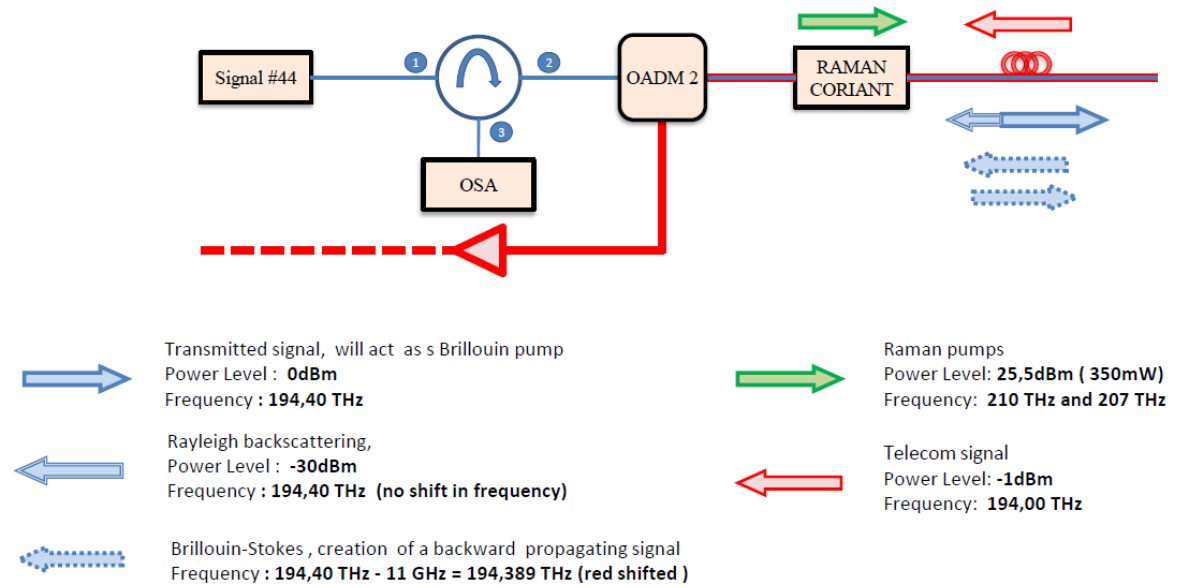 Signal #44
1
2
3
OSA
OADM 2
RAMAN
CORIANT
Transmitted signal, will act as s Brillouin pump
Power Level : 0dBm
Frequency : 194,40 THz
Rayleigh backscattering,
Power Level : -30dBm
Frequency : 194,40 THz (no shift in frequency)
Brillouin-Stokes , creation of a backward propagating signal
Frequency : 194,40 THz - 11 GHz = 194,389 THz (red shifted )
Raman pumps
Power Level: 25,5dBm ( 350mW)
Frequency: 210 THz and 207 THz
Telecom signal
Power Level: -1dBm
Frequency: 194,00 THz